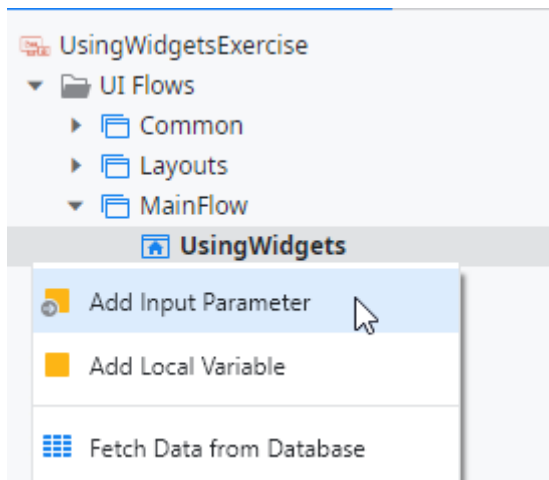 UsingWidgetsExercise
UI Flows
Common
Layouts
MainFlow
UsingWidgets
Add Input Parameter
Add Local Variable
Fetch Data from Database